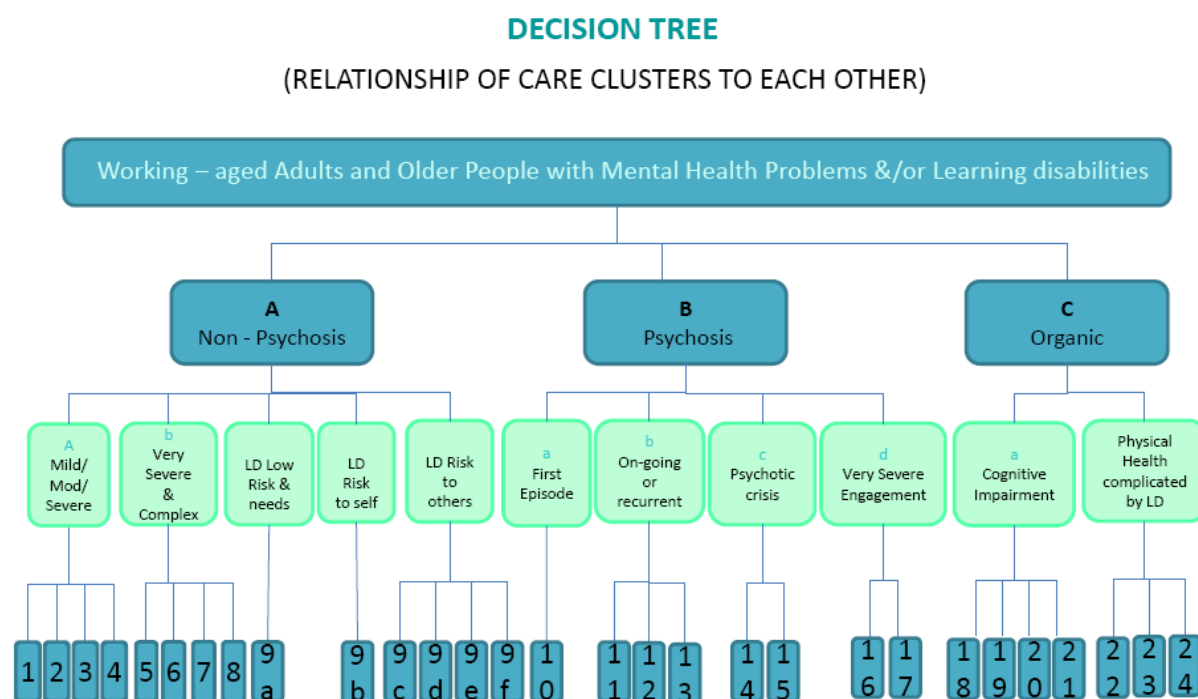 DECISION TREE
(RELATIONSHIP OF CARE CLUSTERS TO EACH OTHER)
Working – aged Adults and Older People with Mental Health Problems &/or Learning disabilities
A
Non - Psychosis
B
Psychosis
C
Organic
A
Mild/
Mod/
Severe
b
Very
Severe
&
Complex
LD Low
Risk &
needs
LD
Risk
to self
LD Risk
to
others
a
First
Episode
b
On-going
or
recurrent
c
Psychotic
crisis
d
Very Severe
Engagement
a
Cognitive
Impairment
Physical
Health
complicated
by LD
1
2
3
4
5
6
7
8
9a
9b
9c
9d
9e
9f
10
11
12
13
14
15
16
17
18
19
20
21
22
23
24